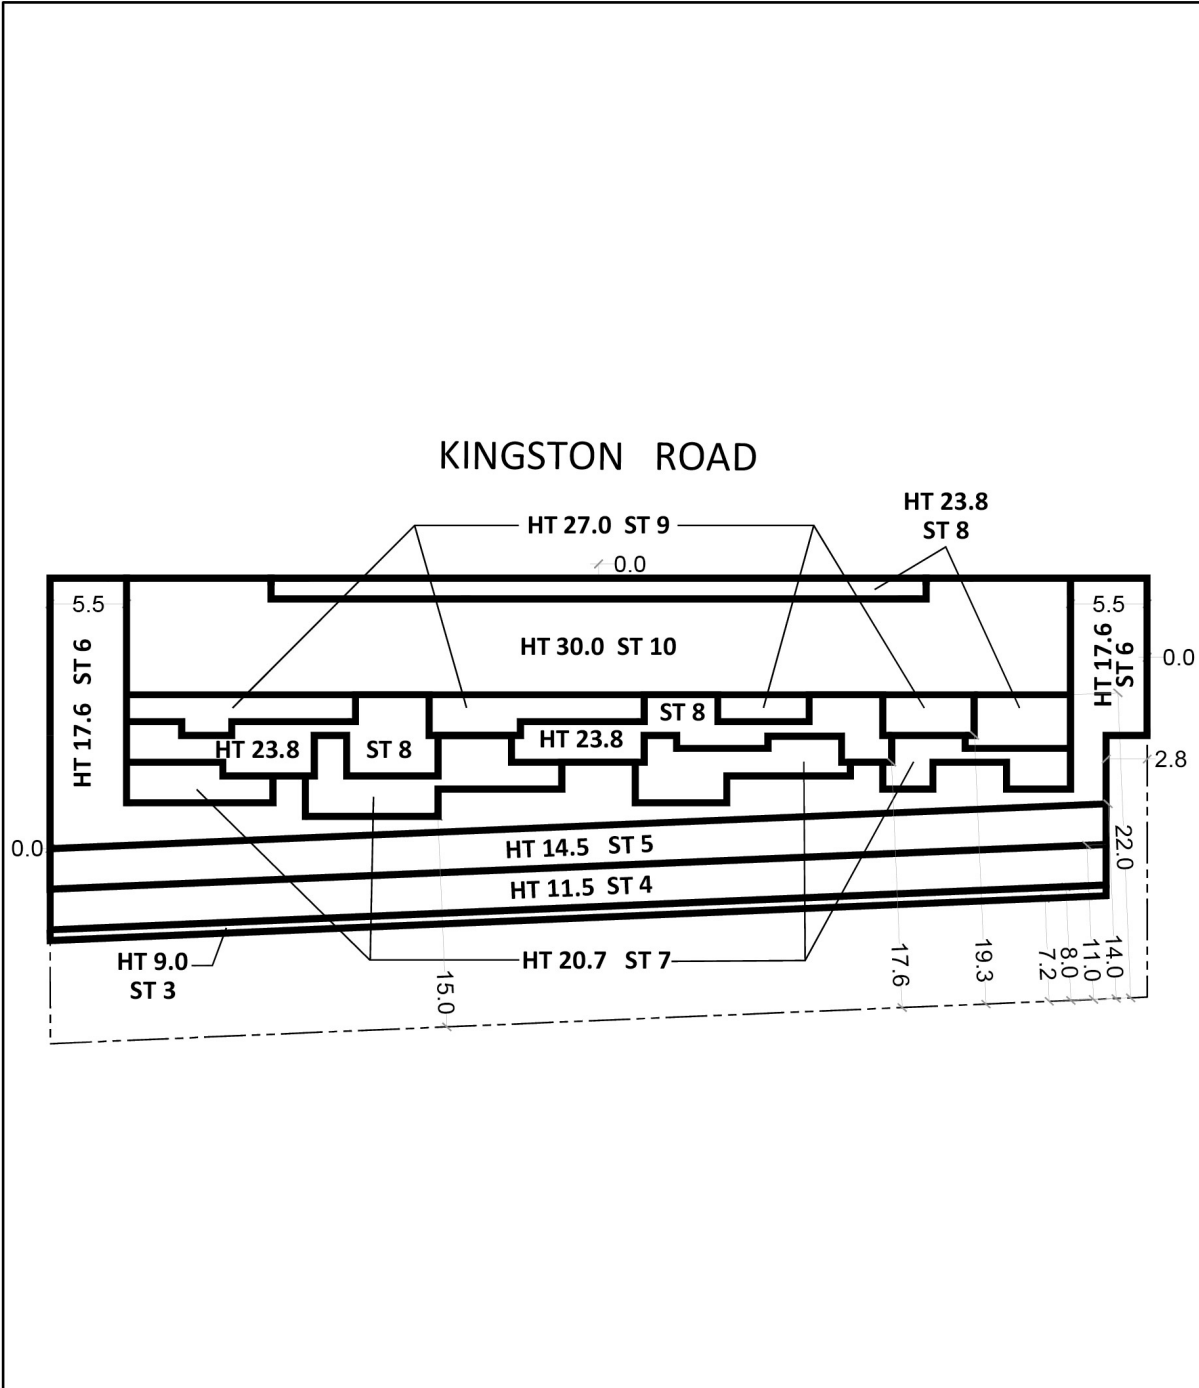 KINGSTON ROAD
HT 23.8
ST 8
HT 27.0 ST 9
0.0
5.5
5.5
HT 17.6 ST 6
HT 30.0 ST 10
HT 17.6
ST 6
0.0
ST 8
HT 23.8
ST 8
HT 23.8
2.8
0.0
HT 14.5 ST 5
22.0
HT 11.5 ST 4
HT 9.0
ST 3
HT 20.7 ST 7
15.0
17.6
19.3
7.2
8.0
11.0
14.0